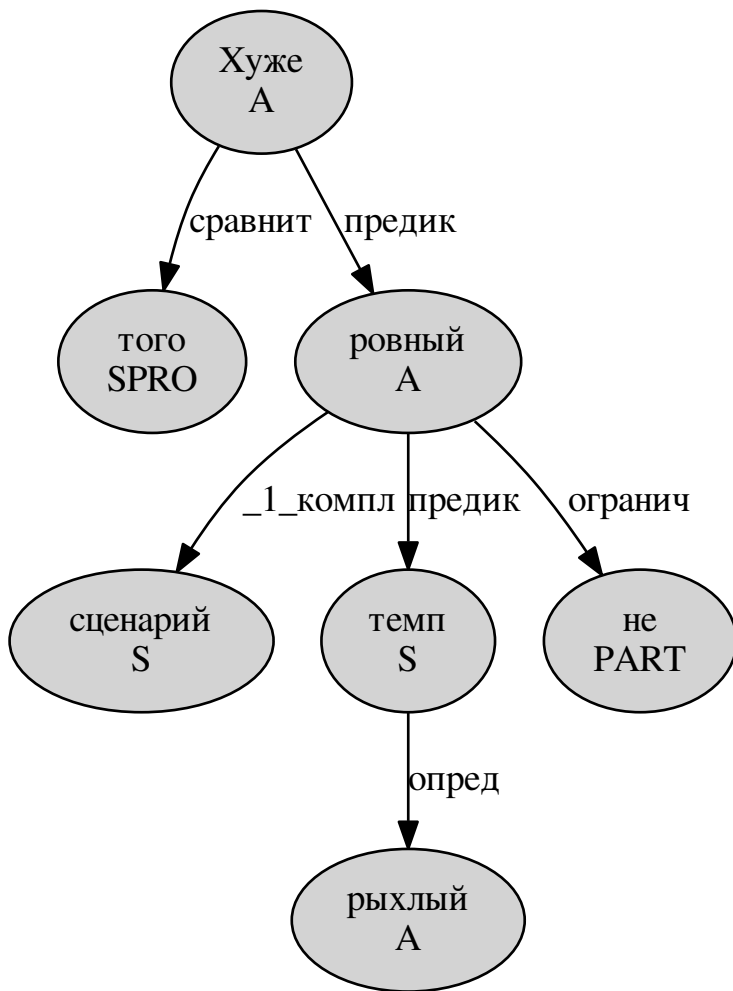 Хуже
A
сравнит
предик
того
SPRO
ровный
A
_1_компл
предик
огранич
сценарий
S
темп
S
не
PART
опред
рыхлый
A